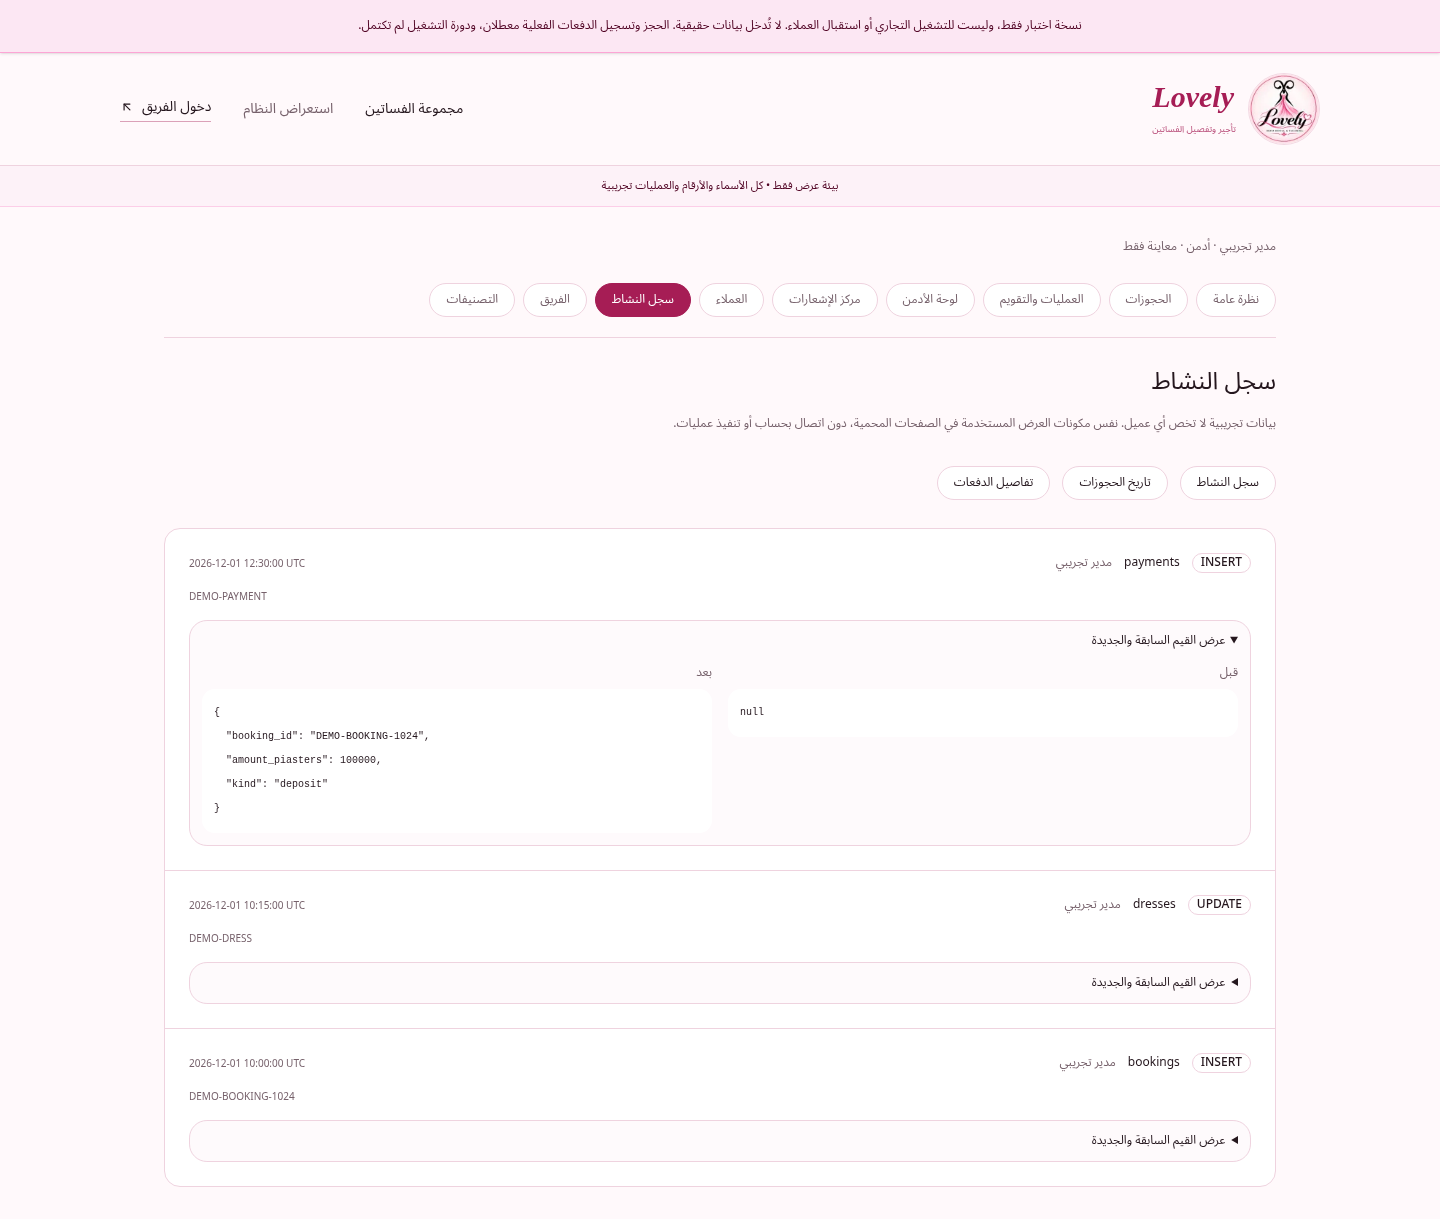 نسخة اختبار فقط، وليست للتشغيل التجاري أو استقبال العملاء. لا تُدخل بيانات حقيقية. الحجز وتسجيل الدفعات الفعلية معطلان، ودورة التشغيل لم تكتمل.
Lovely
Lovely
تأجير وتفصيل الفساتين
مجموعة الفساتين
استعراض النظام
دخول الفريق
بيئة عرض فقط • كل الأسماء والأرقام والعمليات تجريبية
مدير تجريبي · أدمن · معاينة فقط
نظرة عامة
الحجوزات
العمليات والتقويم
لوحة الأدمن
مركز الإشعارات
العملاء
سجل النشاط
الفريق
التصنيفات
سجل النشاط
بيانات تجريبية لا تخص أي عميل. نفس مكونات العرض المستخدمة في الصفحات المحمية، دون اتصال بحساب أو تنفيذ عمليات.
سجل النشاط
تاريخ الحجوزات
تفاصيل الدفعات
INSERT payments مدير تجريبي 2026-12-01 12:30:00 UTC
DEMO-PAYMENT
عرض القيم السابقة والجديدة
قبل
null
بعد
{
"booking_id": "DEMO-BOOKING-1024",
"amount_piasters": 100000,
"kind": "deposit"
}
UPDATE dresses مدير تجريبي 2026-12-01 10:15:00 UTC
DEMO-DRESS
عرض القيم السابقة والجديدة
INSERT bookings مدير تجريبي 2026-12-01 10:00:00 UTC
DEMO-BOOKING-1024
عرض القيم السابقة والجديدة